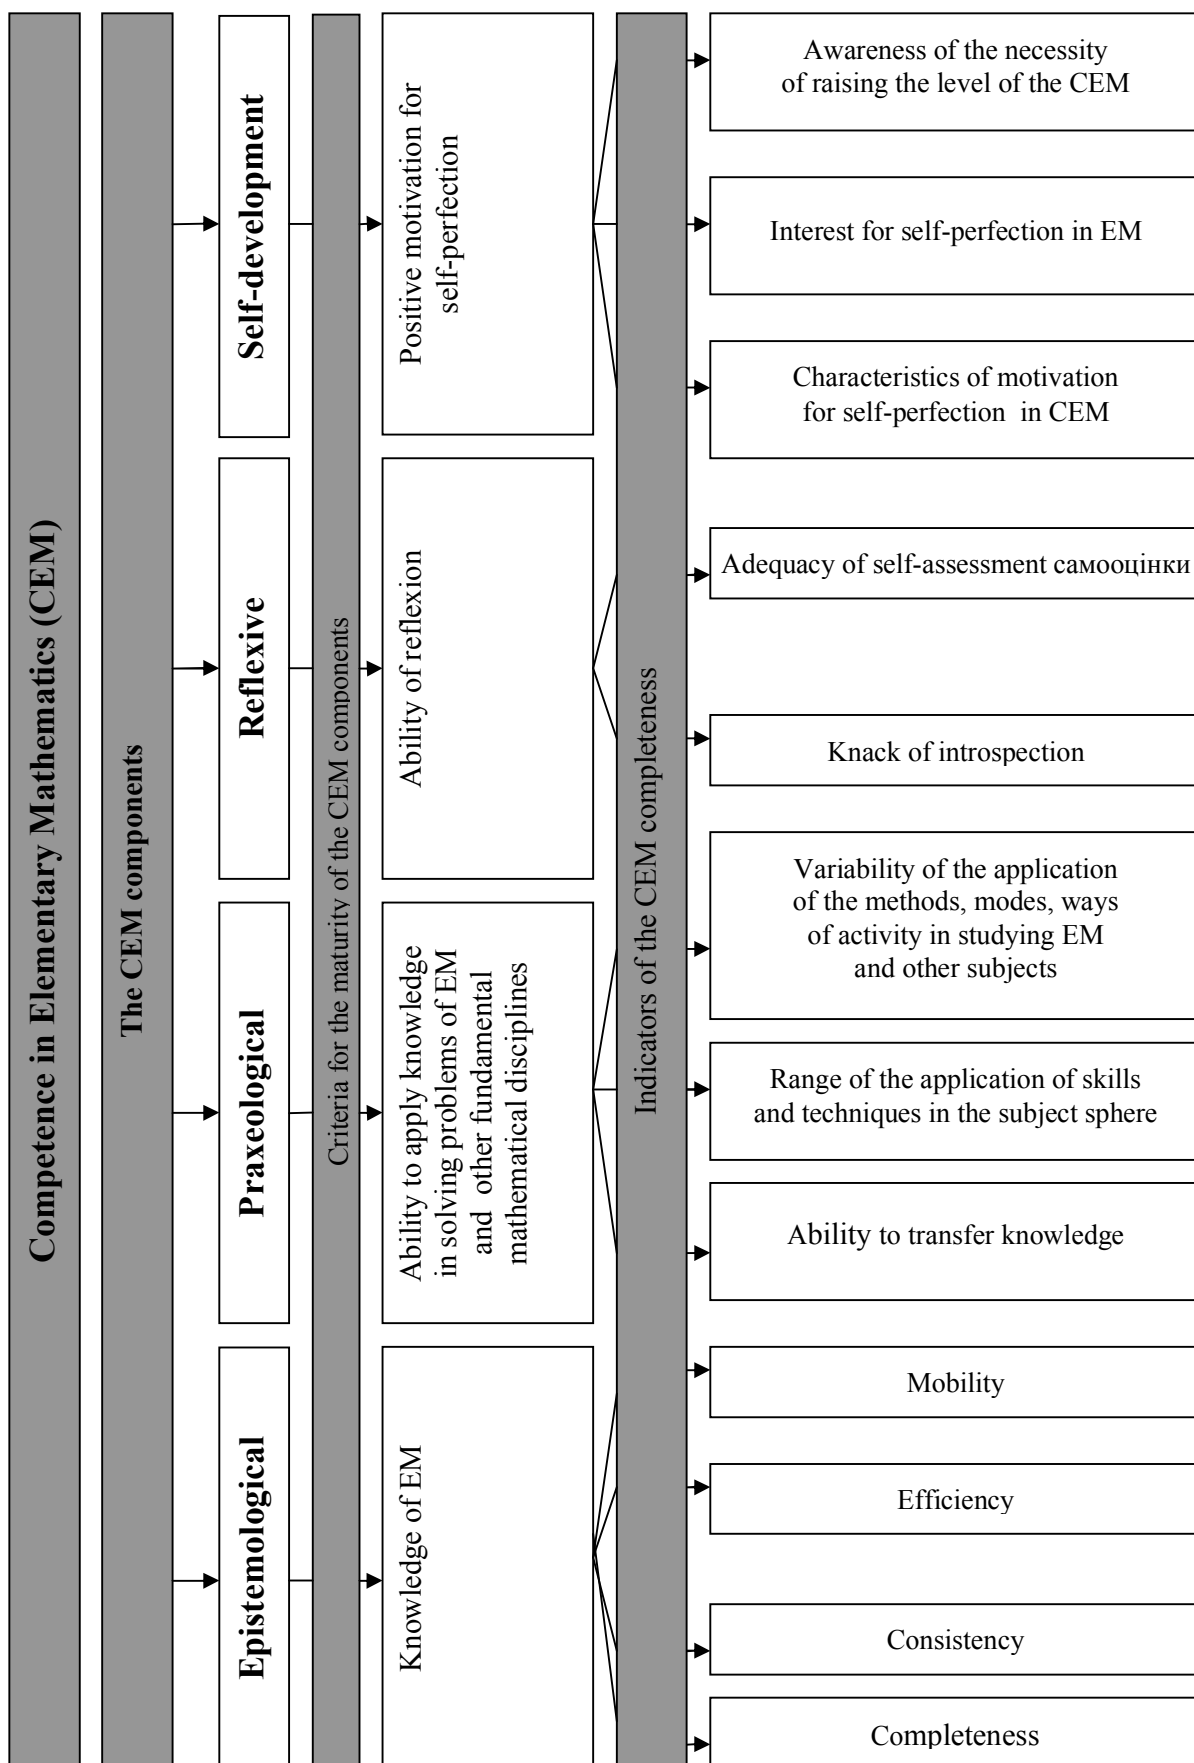 Competence in Elementary Mathematics (CEM)
The CEM components
Self-development
Reflexive
Praxeological
Epistemological
Criteria for the maturity of the CEM components
Positive motivation for
self-perfection
Ability of reflexion
Ability to apply knowledge
in solving problems of EM
and other fundamental
mathematical disciplines
Knowledge of EM
Indicators of the CEM completeness
Awareness of the necessity
of raising the level of the CEM
Interest for self-perfection in EM
Characteristics of motivation
for self-perfection in CEM
Adequacy of self-assessment самооцінки
Knack of introspection
Variability of the application
of the methods, modes, ways
of activity in studying EM
and other subjects
Range of the application of skills
and techniques in the subject sphere
Ability to transfer knowledge
Mobility
Efficiency
Consistency
Completeness